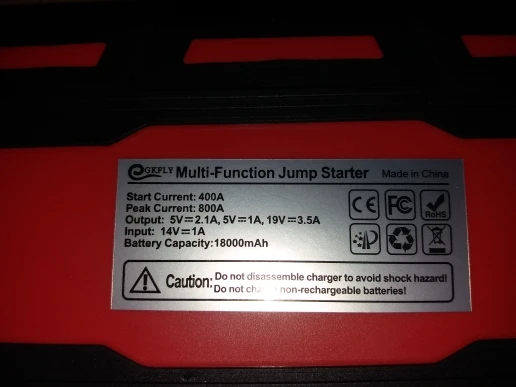 GKFLY Multi-Function Jump Starter Made in China
Start Current: 400A
Peak Current: 800A
Output: 5V⎓2.1A, 5V⎓1A, 19V⎓3.5A
Input: 14V⎓1A
Battery Capacity:18000mAh
CE FC RoHS
Caution: Do not disassemble charger to avoid shock hazard!
Do not non-rechargeable batteries!